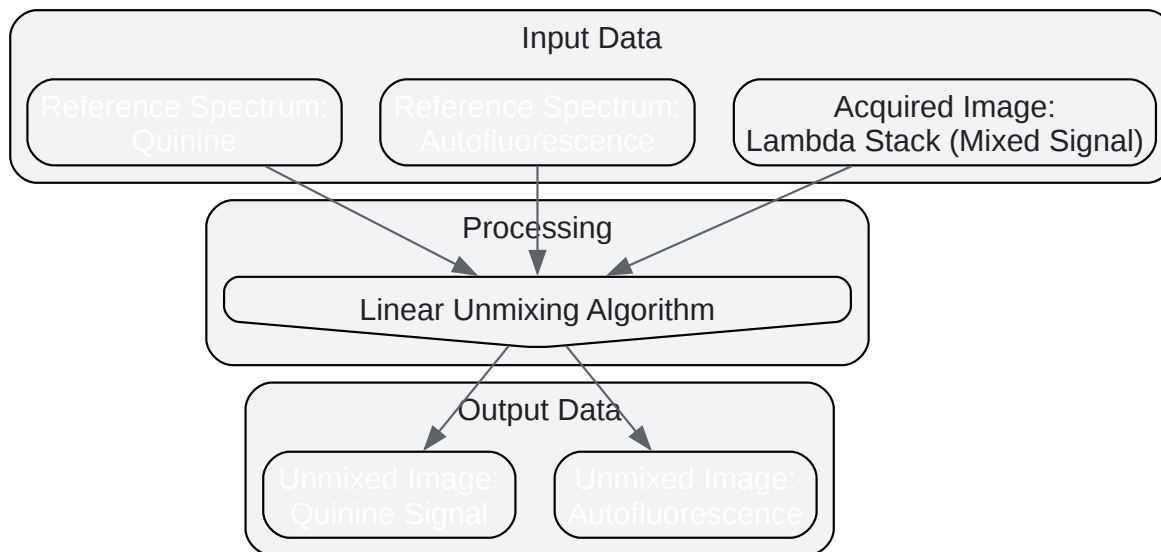 Input Data
Reference Spectrum:
Quinine
Reference Spectrum:
Autofluorescence
Acquired Image:
Lambda Stack (Mixed Signal)
Processing
Linear Unmixing Algorithm
Output Data
Unmixed Image:
Quinine Signal
Unmixed Image:
Autofluorescence